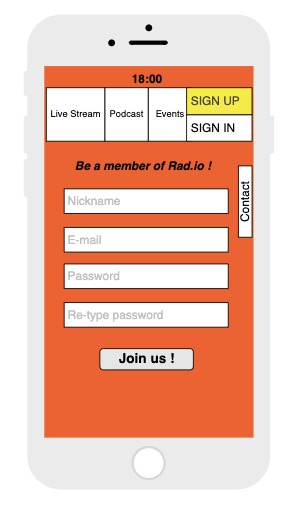 18:00
Live Stream
Podcast
Events
SIGN UP
SIGN IN
Be a member of Rad.io !
Contact
Nickname
E-mail
Password
Re-type password
Join us !